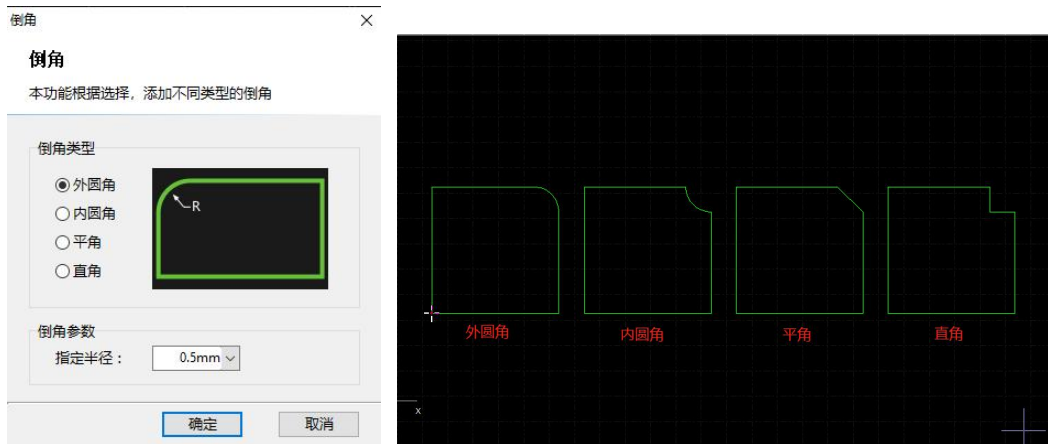 倒角
倒角
本功能根据选择，添加不同类型的倒角
倒角类型
外圆角
内圆角
平角
直角
R
倒角参数
指定半径：
0.5mm
确定
取消
外圆角
内圆角
平角
直角
x